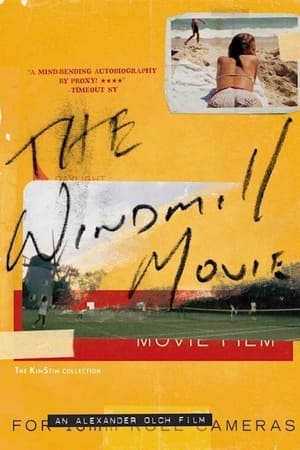 "A MIND-BENDING AUTOBIOGRAPHY
BY PROXY! ★★★★"
-TIMEOUT NY
THE
DAYLIGHT
WINDMILL
MOVIE
MOVIE FILM
THE KIMSTIM COLLECTION
AN ALEXANDER OLCH FILM
FOR 16MM ROLL CAMERAS